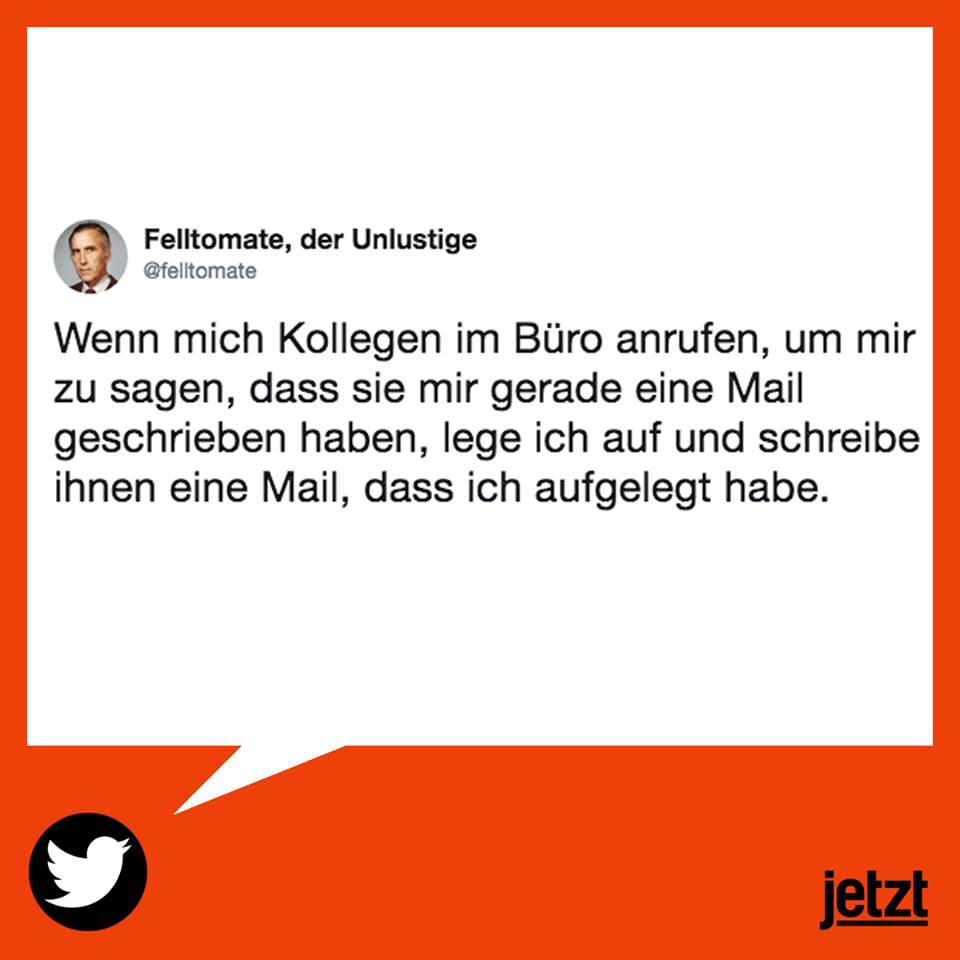 Felltomate, der Unlustige
@felltomate
Wenn mich Kollegen im Büro anrufen, um mir
zu sagen, dass sie mir gerade eine Mail
geschrieben haben, lege ich auf und schreibe
ihnen eine Mail, dass ich aufgelegt habe.
jetzt